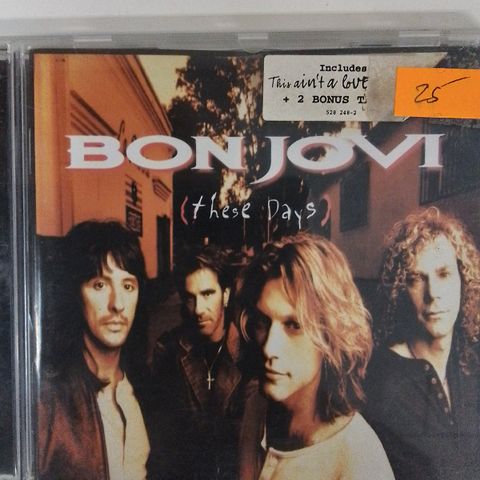 Includes
This ain't a love
+ 2 BONUS T
528 248-2
25
BON JOVI
(these Days)